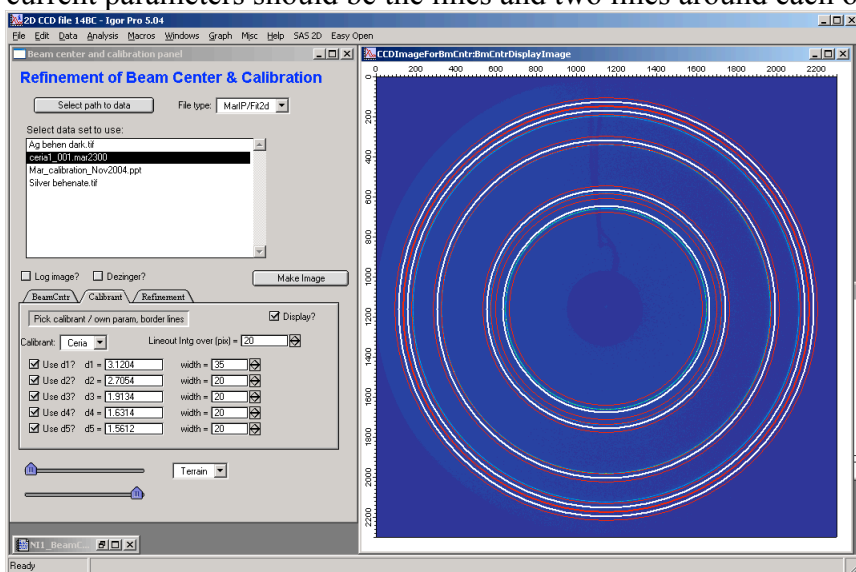 current parameters should be the lines and two lines around each o
2D CCD file 14BC - Igor Pro 5.04
File Edit Data Analysis Macros Windows Graph Misc Help SAS 2D Easy Open
Beam center and calibration panel
Refinement of Beam Center & Calibration
Select path to data File type: MarIP/Fit2d
Select data set to use:
Ag behen dark.tif
ceria1_001.mar2300
Mar_calibration_Nov2004.ppt
Silver behenate.tif
Log image? Dezinger? Make Image
BeamCntr Calibrant Refinement
Pick calibrant / own param, border lines Display?
Calibrant: Ceria Lineout Intg over (pix) = 20
Use d1? d1 = 3.1204 width = 35
Use d2? d2 = 2.7054 width = 20
Use d3? d3 = 1.9134 width = 20
Use d4? d4 = 1.6314 width = 20
Use d5? d5 = 1.5612 width = 20
Terrain
NI1_BeamC...
Ready
CCDImageForBmCntr:BmCntrDisplayImage
0 200 400 600 800 1000 1200 1400 1600 1800 2000 2200
0
200
400
600
800
1000
1200
1400
1600
1800
2000
2200